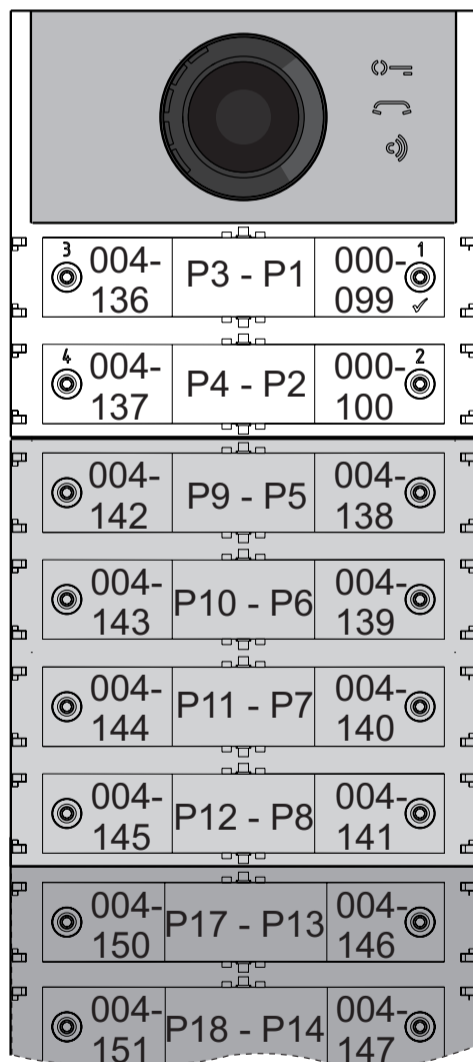 3 004- P3 - P1 000- 1
136 099 ✓
4 004- P4 - P2 000- 2
137 100
004- P9 - P5 004-
142 138
004- P10 - P6 004-
143 139
004- P11 - P7 004-
144 140
004- P12 - P8 004-
145 141
004- P17 - P13 004-
150 146
004- P18 - P14 004-
151 147